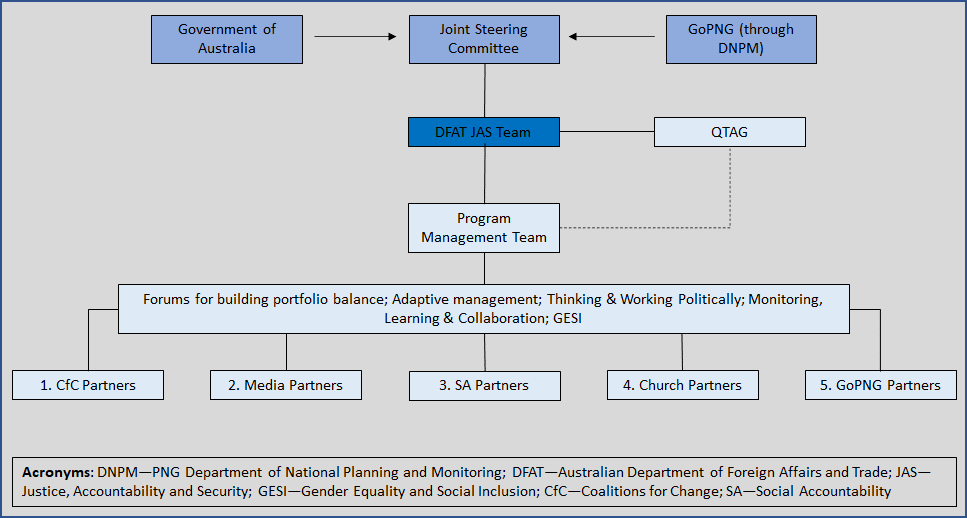 Government of
Australia
Joint Steering
Committee
GoPNG (through
DNPM)
DFAT JAS Team
QTAG
Program
Management Team
Forums for building portfolio balance; Adaptive management; Thinking & Working Politically; Monitoring,
Learning & Collaboration; GESI
1. CfC Partners
2. Media Partners
3. SA Partners
4. Church Partners
5. GoPNG Partners
Acronyms: DNPM—PNG Department of National Planning and Monitoring; DFAT—Australian Department of Foreign Affairs and Trade; JAS—
Justice, Accountability and Security; GESI—Gender Equality and Social Inclusion; CfC—Coalitions for Change; SA—Social Accountability